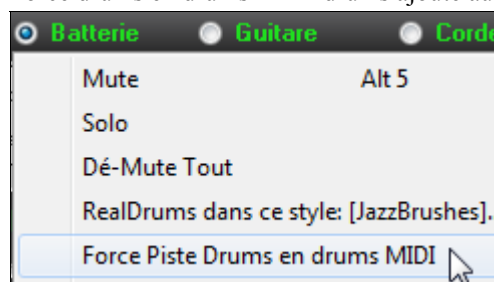 Batterie Guitare Corde
Mute Alt 5
Solo
Dé-Mute Tout
RealDrums dans ce style: [JazzBrushes].
Force Piste Drums en drums MIDI